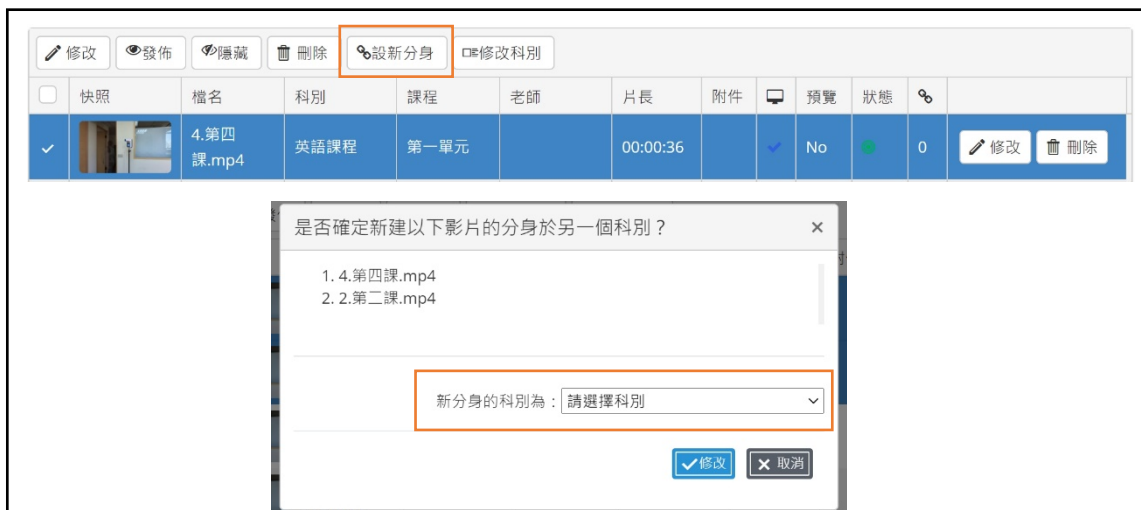 修改 發佈 隱藏 刪除 設新分身 修改科別
快照 檔名 科別 課程 老師 片長 附件 預覽 狀態
4.第四課.mp4 英語課程 第一單元 00:00:36 No 0 修改 刪除
是否確定新建以下影片的分身於另一個科別？
1. 4.第四課.mp4
2. 2.第二課.mp4
新分身的科別為：請選擇科別
修改 取消